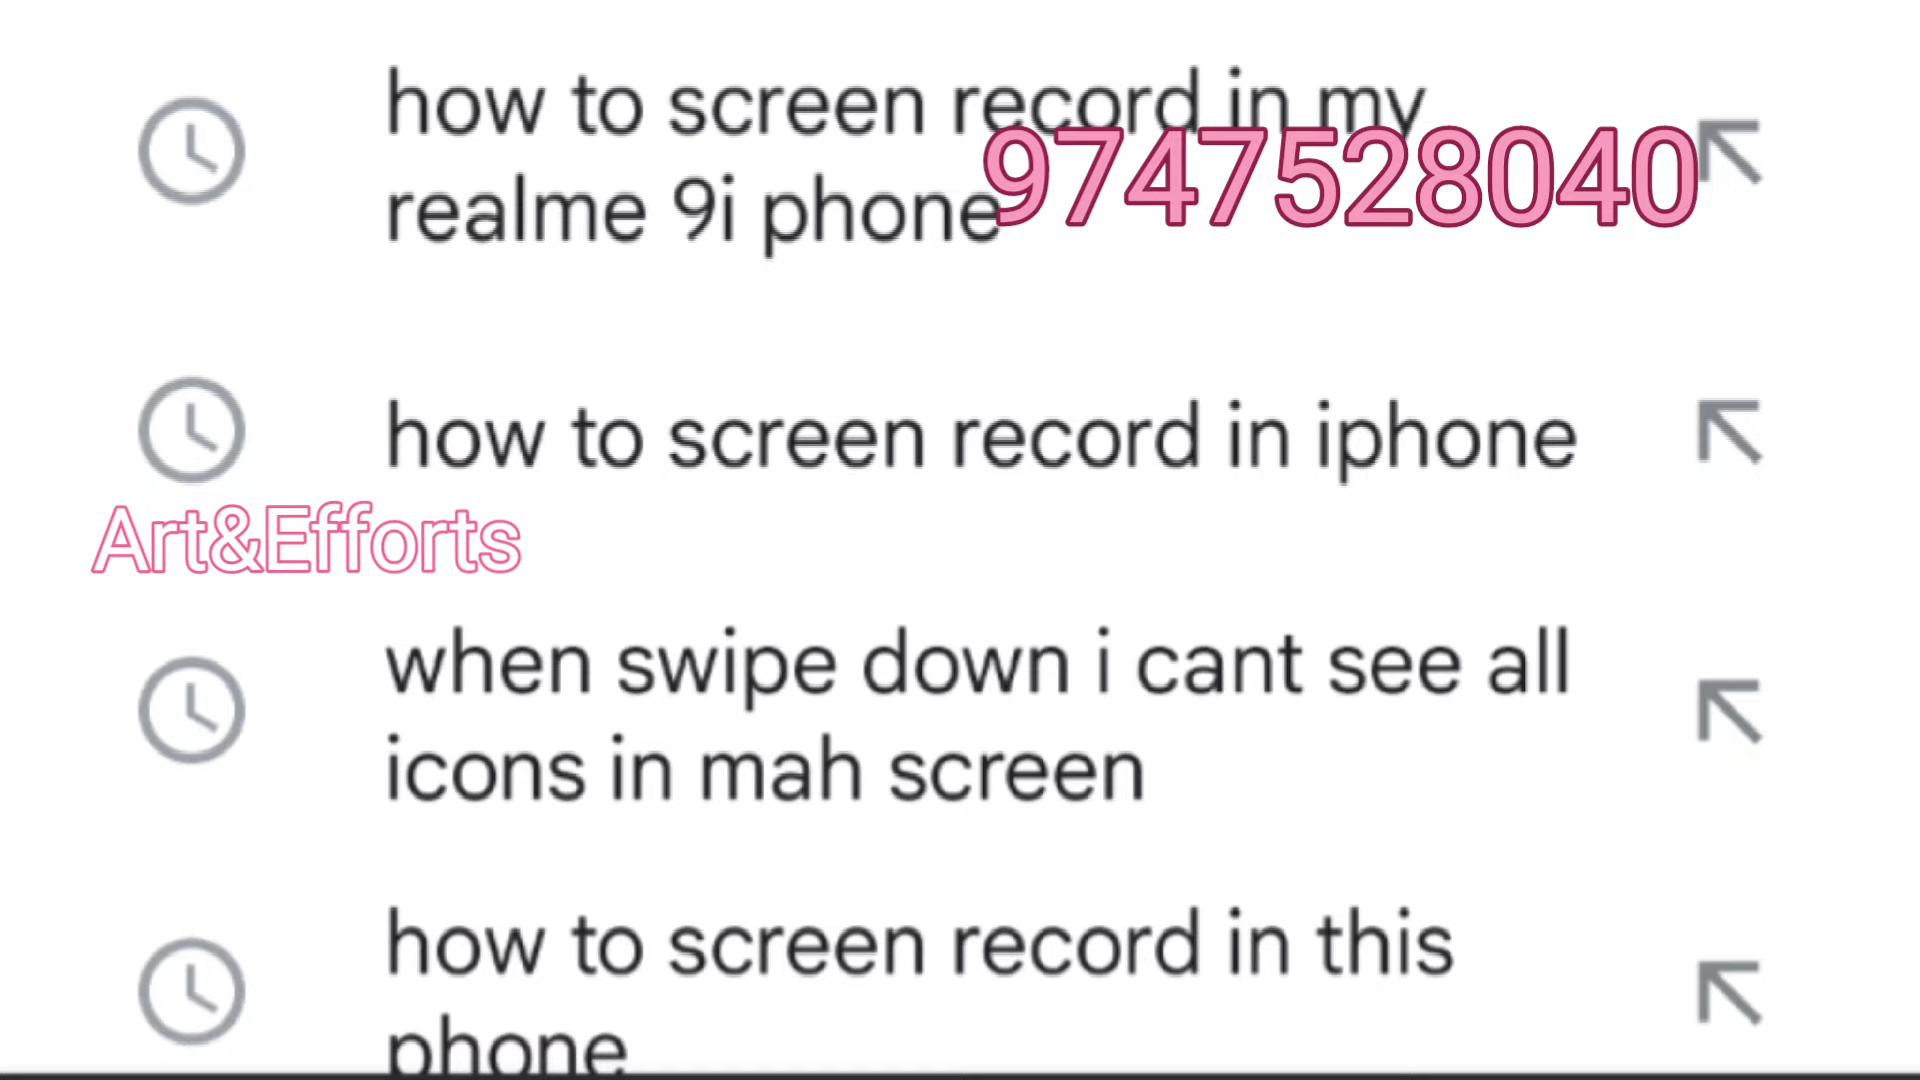 how to screen record in my
9747528040
realme 9i phone
how to screen record in iphone
Art&Efforts
when swipe down i cant see all
icons in mah screen
how to screen record in this
phone